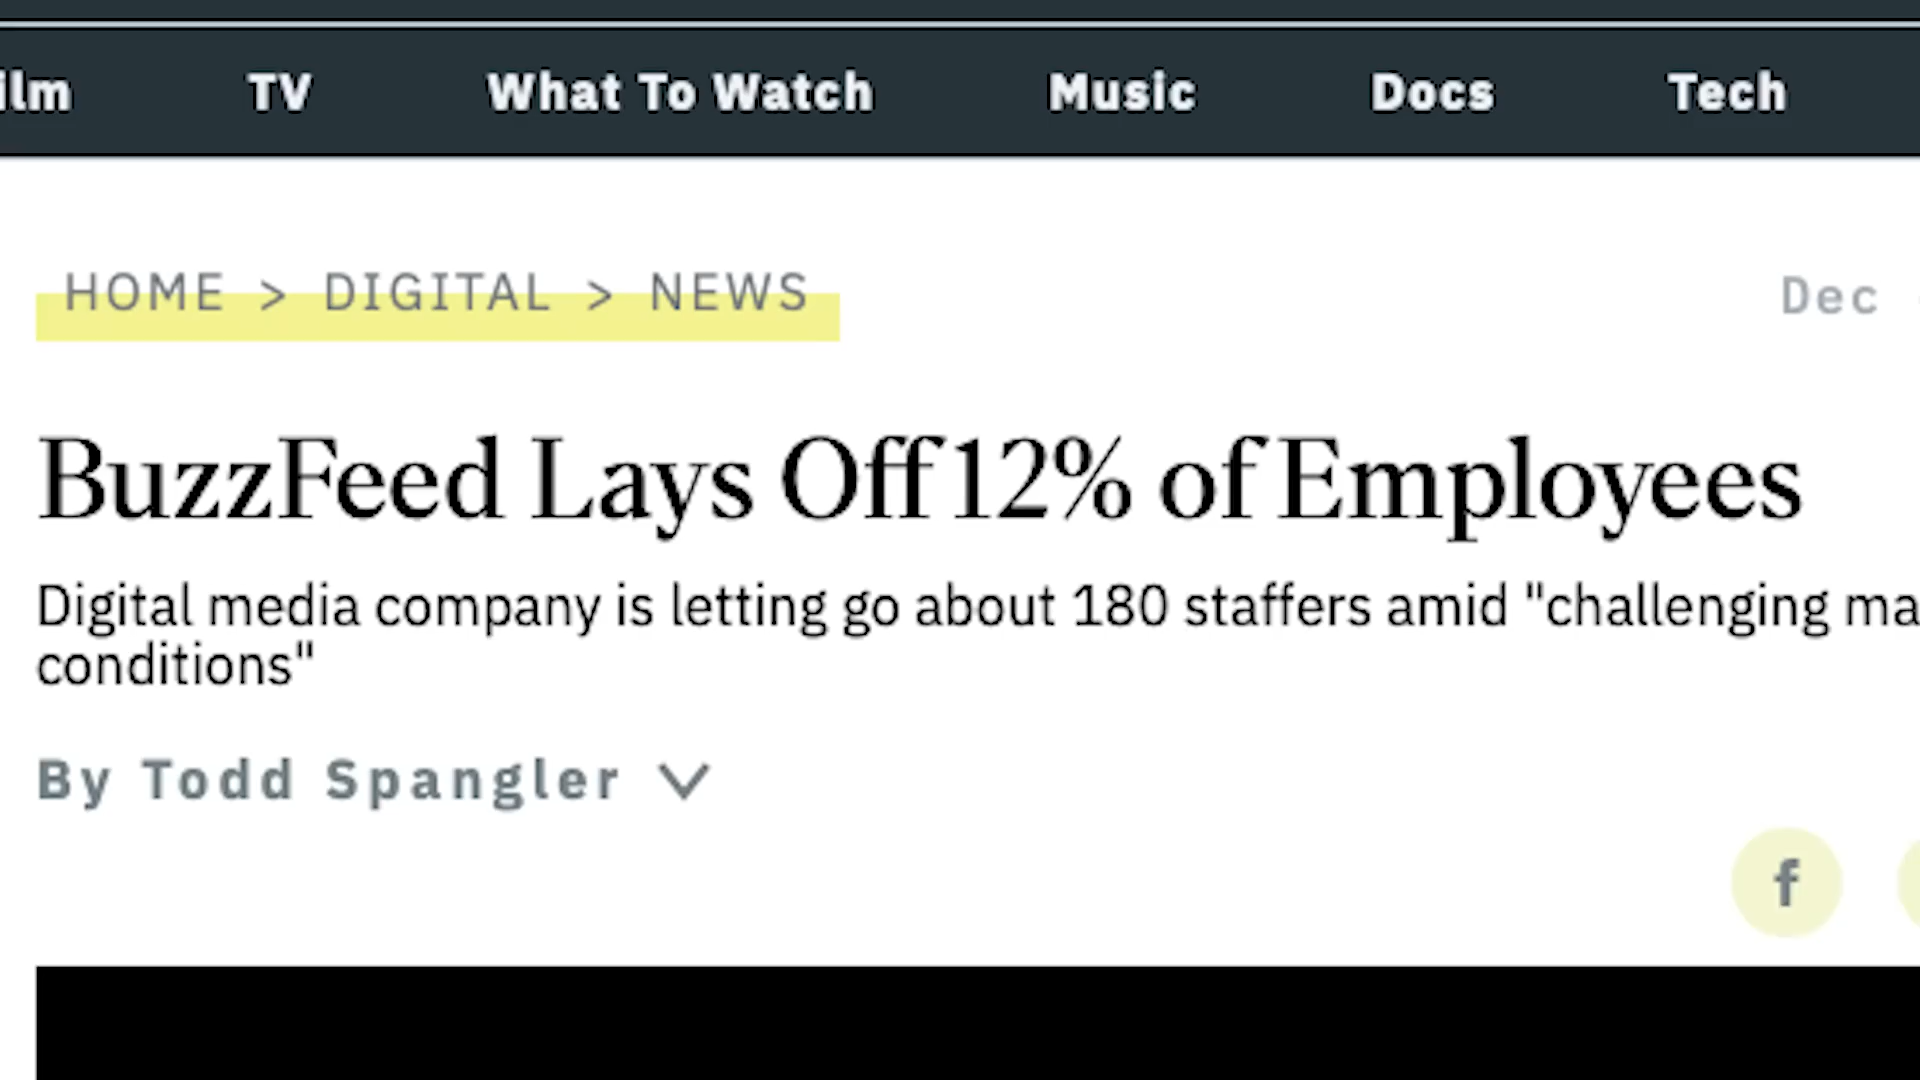 TV What To Watch Music Docs Tech
HOME > DIGITAL > NEWS Dec
BuzzFeed Lays Off 12% of Employees
Digital media company is letting go about 180 staffers amid "challenging
conditions"
By Todd Spangler
f